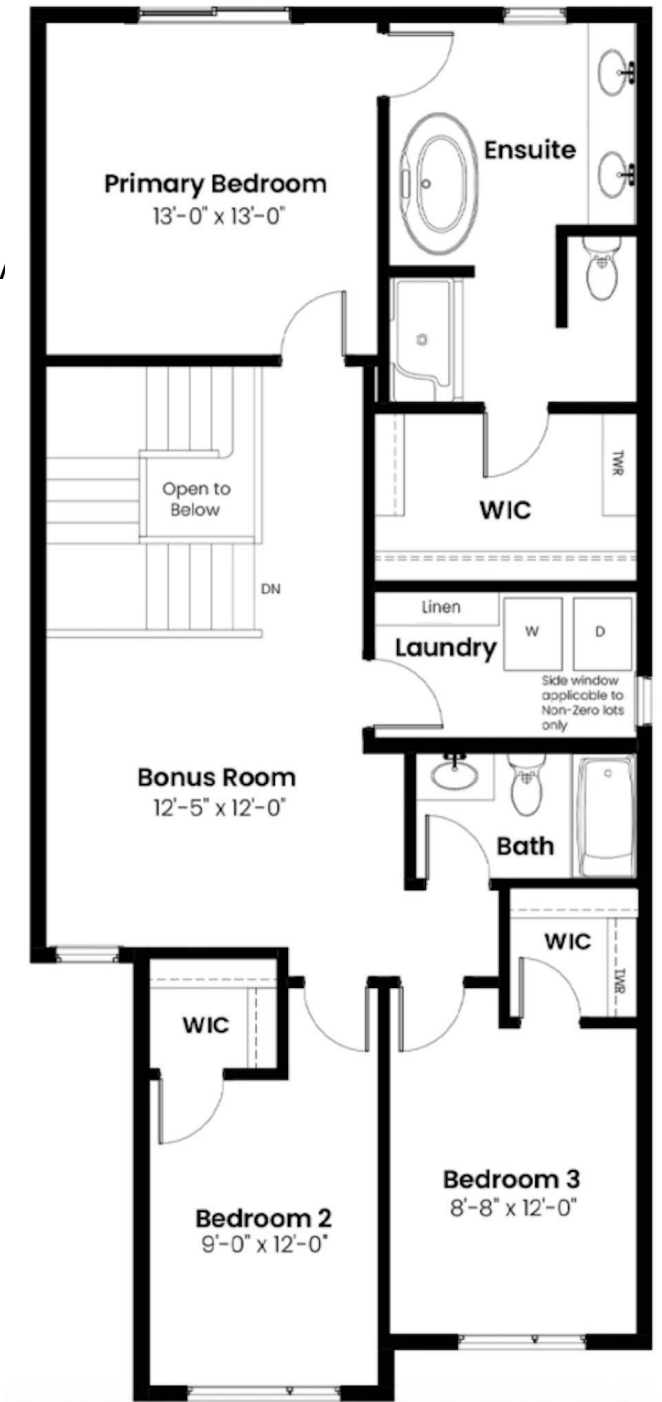 Ensuite
Primary Bedroom
13'-0" x 13'-0"
TWR
Open to
Below
WIC
DN
Linen
W
D
Laundry
Side window
applicable to
Non-Zero lots
only
Bonus Room
12'-5" x 12'-0"
Bath
WIC
TWR
WIC
Bedroom 3
8'-8" x 12'-0"
Bedroom 2
9'-0" x 12'-0"